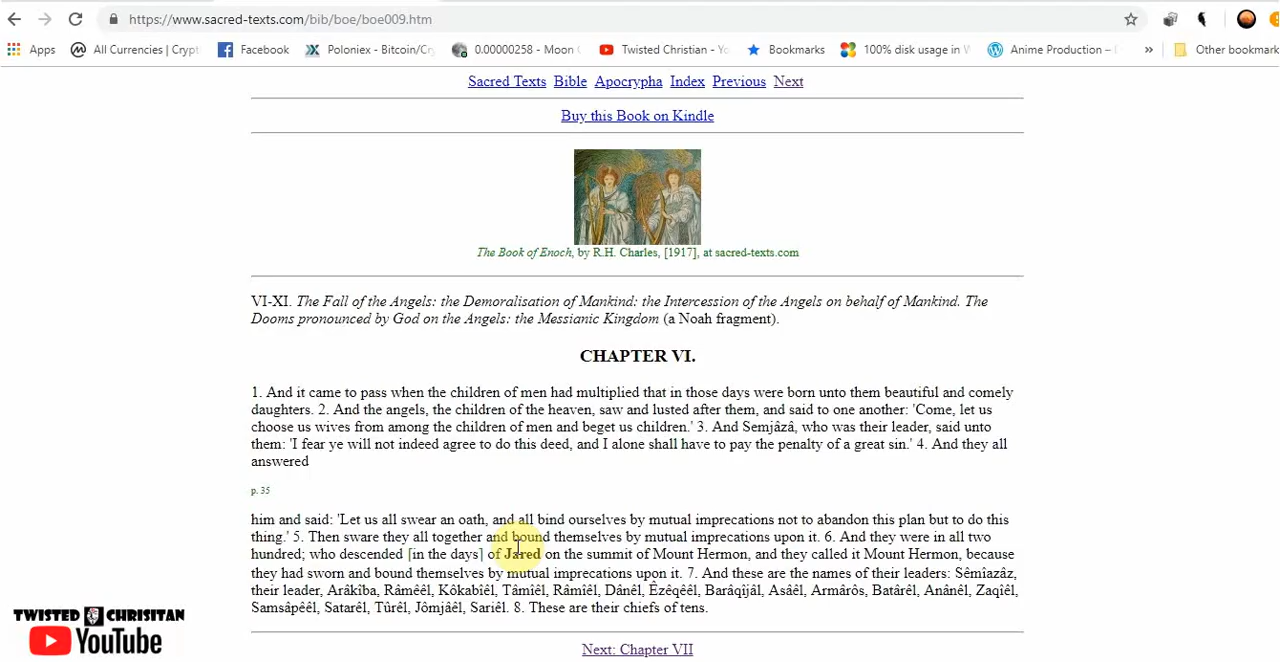 https://www.sacred-texts.com/bib/boe/boe009.htm
Apps All Currencies | Crypt Facebook Poloniex - Bitcoin/Cry 0.00000258 - Moon Twisted Christian - Yo Bookmarks 100% disk usage in W Anime Production – » Other bookmark
Sacred Texts Bible Apocrypha Index Previous Next
Buy this Book on Kindle
The Book of Enoch, by R.H. Charles, [1917], at sacred-texts.com
VI-XI. The Fall of the Angels: the Demoralisation of Mankind: the Intercession of the Angels on behalf of Mankind. The
Dooms pronounced by God on the Angels: the Messianic Kingdom (a Noah fragment).
CHAPTER VI.
1. And it came to pass when the children of men had multiplied that in those days were born unto them beautiful and comely
daughters. 2. And the angels, the children of the heaven, saw and lusted after them, and said to one another: 'Come, let us
choose us wives from among the children of men and beget us children.' 3. And Semjâzâ, who was their leader, said unto
them: 'I fear ye will not indeed agree to do this deed, and I alone shall have to pay the penalty of a great sin.' 4. And they all
answered
p. 35
him and said: 'Let us all swear an oath, and all bind ourselves by mutual imprecations not to abandon this plan but to do this
thing.' 5. Then sware they all together and bound themselves by mutual imprecations upon it. 6. And they were in all two
hundred; who descended [in the days] of Jared on the summit of Mount Hermon, and they called it Mount Hermon, because
they had sworn and bound themselves by mutual imprecations upon it. 7. And these are the names of their leaders: Sêmîazâz,
their leader, Arâkîba, Râmêêl, Kôkabîêl, Tâmîêl, Râmîêl, Dânêl, Êzêqêêl, Barâqîjâl, Asâêl, Armârôs, Batârêl, Anânêl, Zaqîêl,
Samsâpêêl, Satarêl, Tûrêl, Jômjâêl, Sariêl. 8. These are their chiefs of tens.
TWISTED CHRISITAN
YouTube
Next: Chapter VII